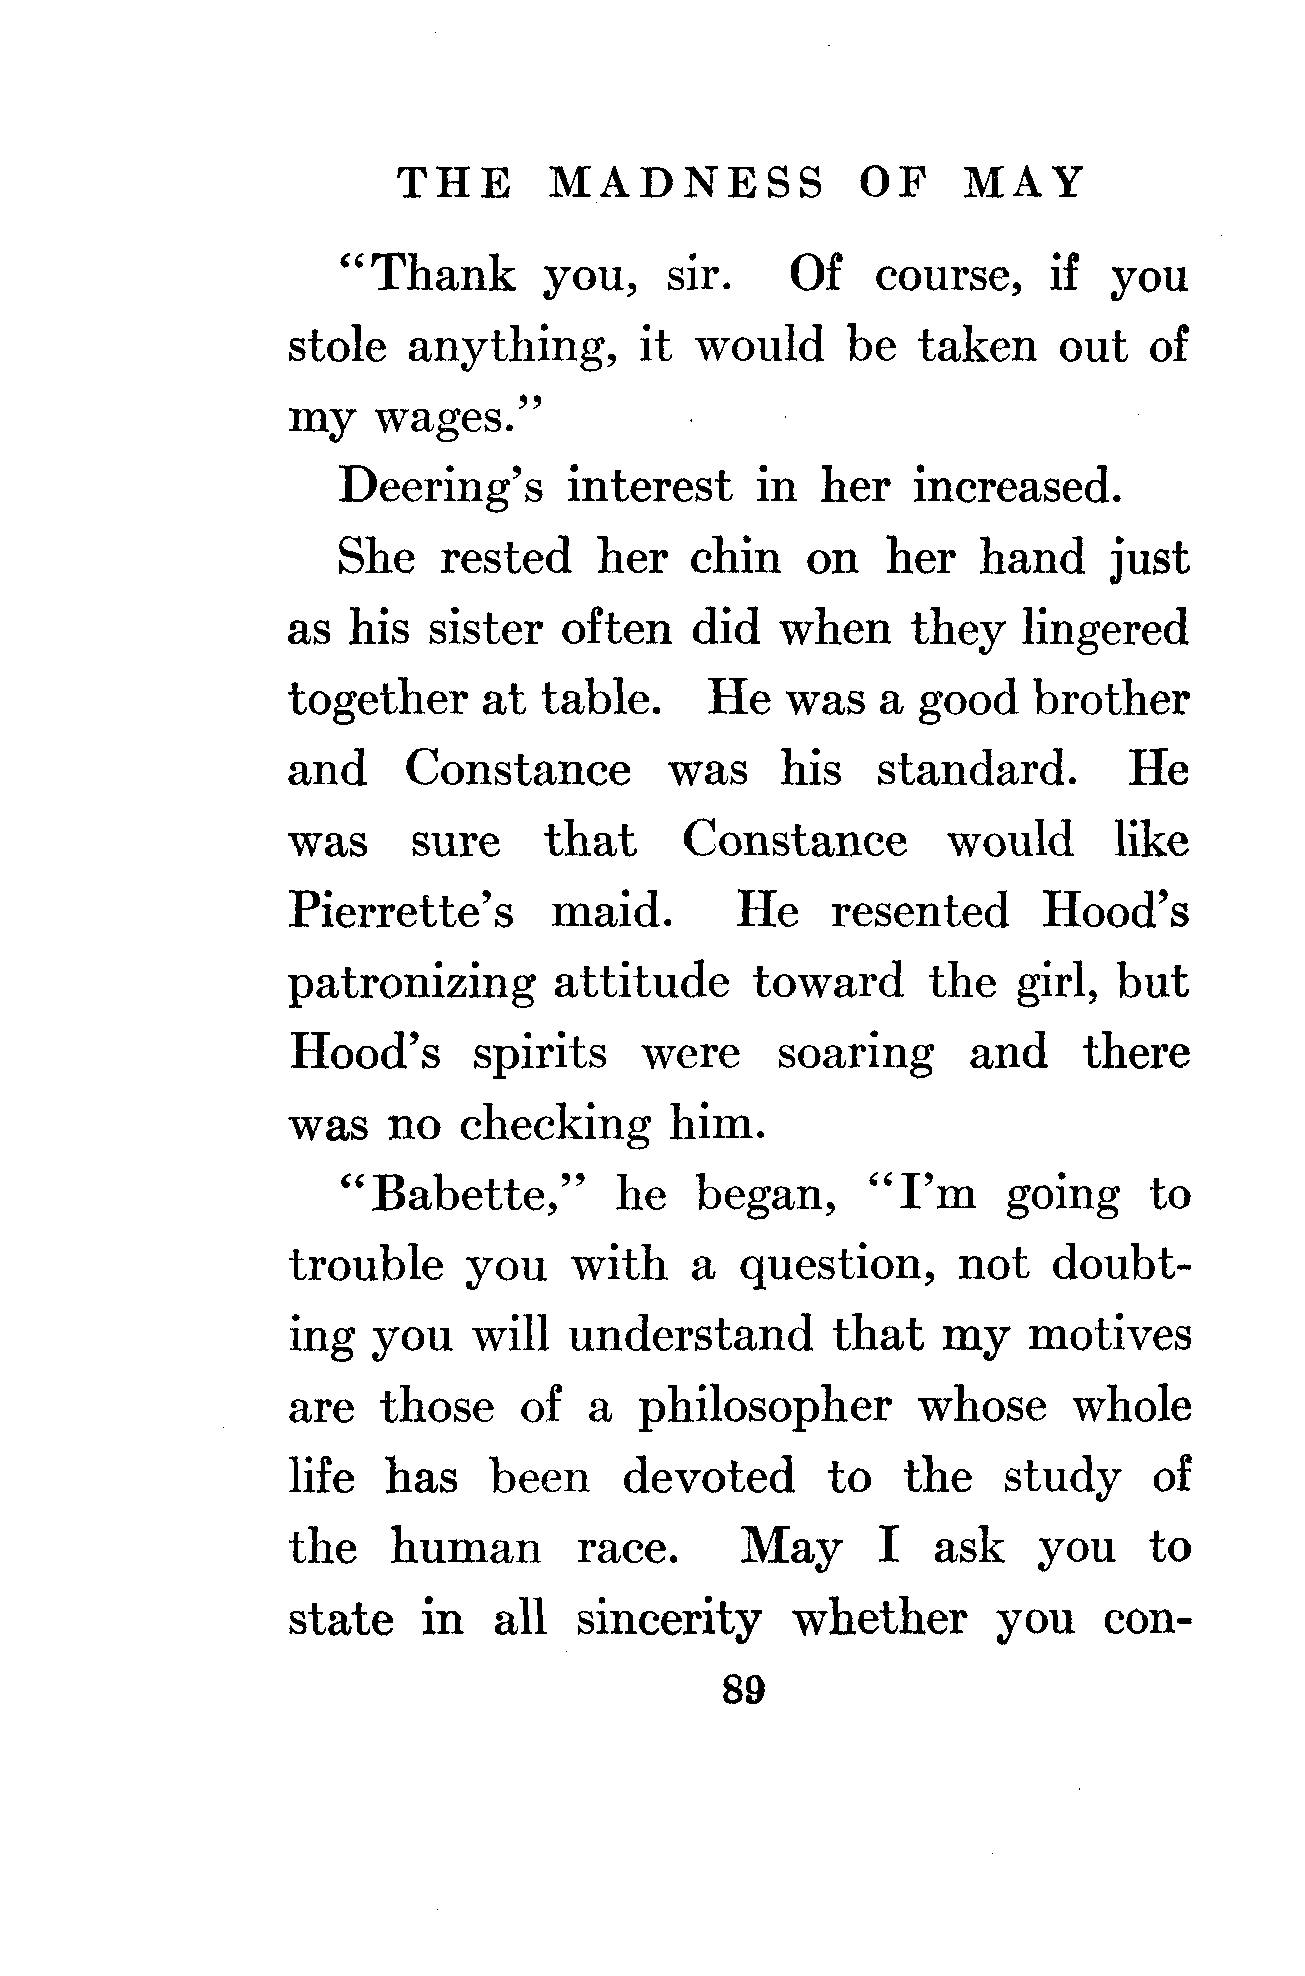 THE MADNESS OF MAY
“Thank you, sir. Of course, if you
stole anything, it would be taken out of
my wages.”
Deering’s interest in her increased.
She rested her chin on her hand just
as his sister often did when they lingered
together at table. He was a good brother
and Constance was his standard. He
was sure that Constance would like
Pierrette’s maid. He resented Hood’s
patronizing attitude toward the girl, but
Hood’s spirits were soaring and there
was no checking him.
“Babette,” he began, “I’m going to
trouble you with a question, not doubt-
ing you will understand that my motives
are those of a philosopher whose whole
life has been devoted to the study of
the human race. May I ask you to
state in all sincerity whether you con-
89